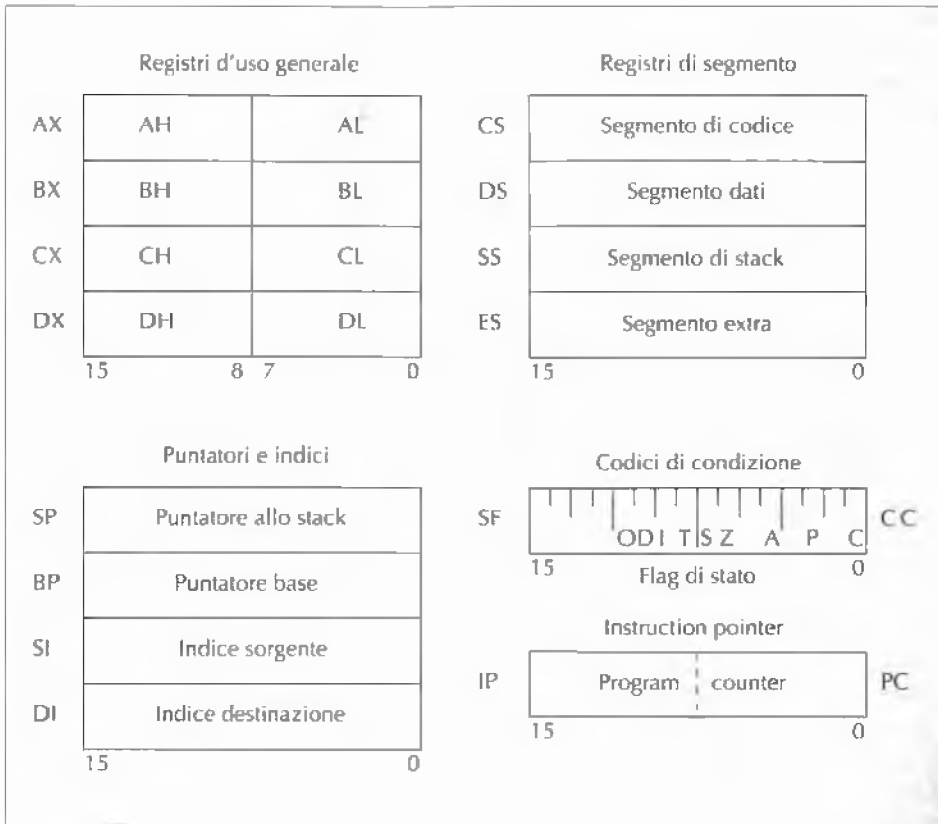 Registri d'uso generale
AX AH AL
BX BH BL
CX CH CL
DX DH DL
15 8 7 0
Registri di segmento
CS Segmento di codice
DS Segmento dati
SS Segmento di stack
ES Segmento extra
15 0
Puntatori e indici
SP Puntatore allo stack
BP Puntatore base
SI Indice sorgente
DI Indice destinazione
15 0
Codici di condizione
SF O D I T S Z A P C CC
15 0
Flag di stato
Instruction pointer
IP Program counter PC
15 0